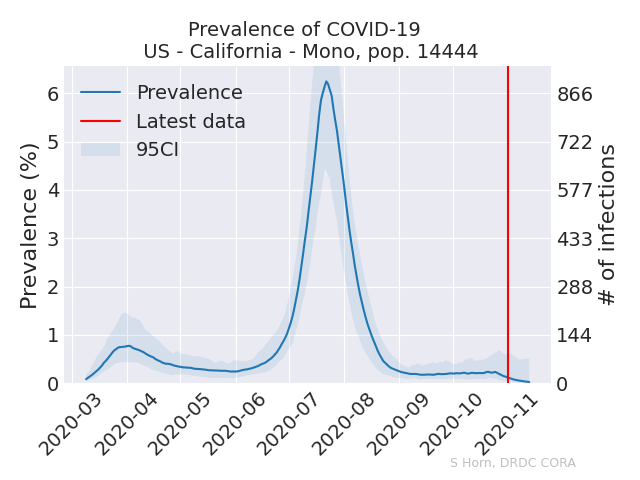 Prevalence of COVID-19
US - California - Mono, pop. 14444
Prevalence
Latest data
95CI
Prevalence (%)
6
5
4
3
2
1
0
# of infections
866
722
577
433
288
144
0
2020-03
2020-04
2020-05
2020-06
2020-07
2020-08
2020-09
2020-10
2020-11
S Horn, DRDC CORA